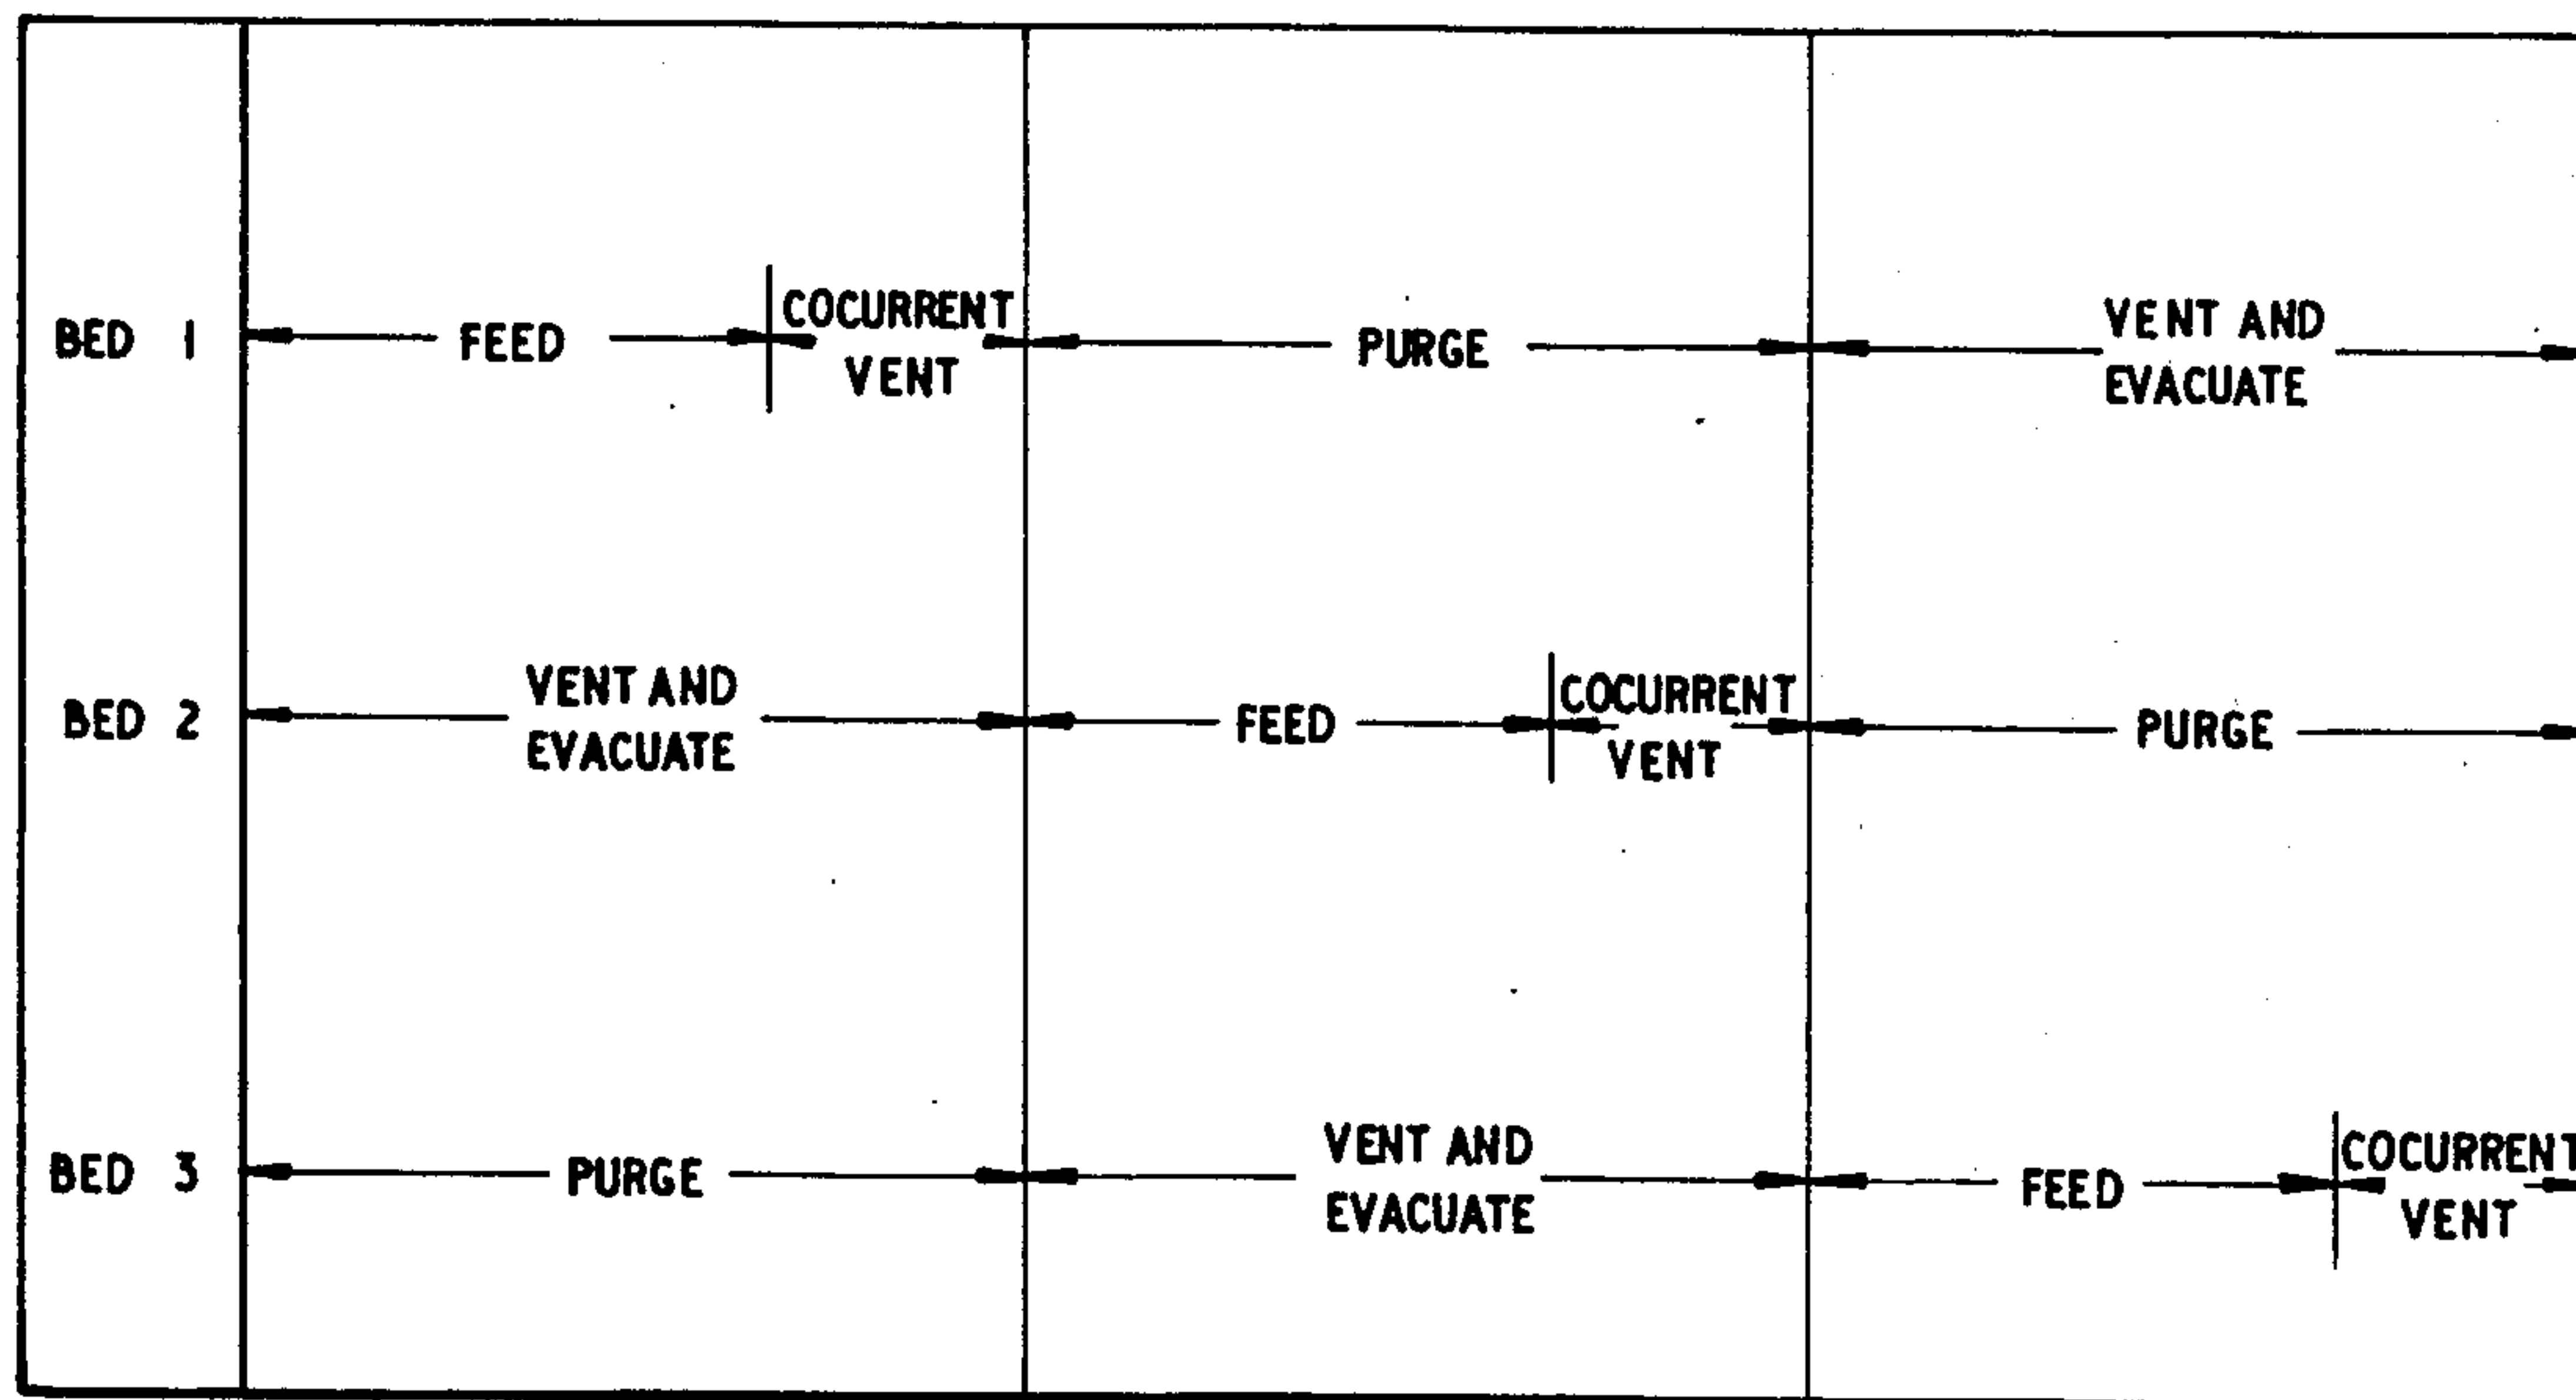 BED 1
FEED
COCURRENT
VENT
PURGE
VENT AND
EVACUATE
BED 2
VENT AND
EVACUATE
FEED
COCURRENT
VENT
PURGE
BED 3
PURGE
VENT AND
EVACUATE
FEED
COCURRENT
VENT